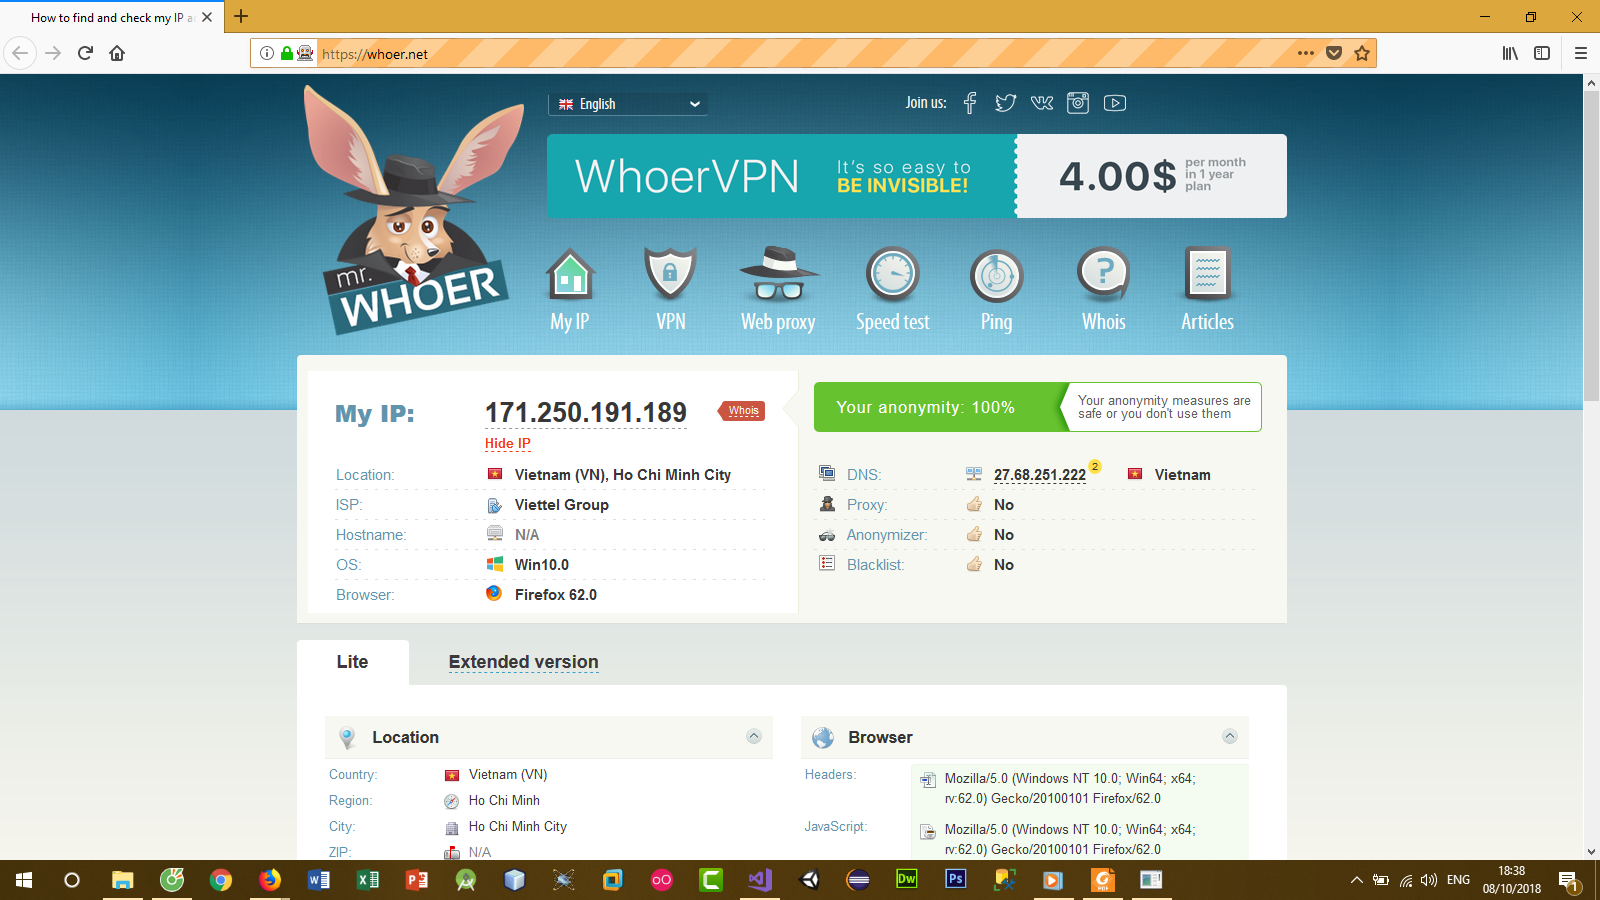 How to find and check my IP a
https://whoer.net
English
Join us:
WhoerVPN
It's so easy to
BE INVISIBLE!
4.00$
per month
in 1 year
plan
mr.
WHOER
My IP
VPN
Web proxy
Speed test
Ping
Whois
Articles
My IP:
171.250.191.189
Whois
Hide IP
Location:
Vietnam (VN), Ho Chi Minh City
ISP:
Viettel Group
Hostname:
N/A
OS:
Win10.0
Browser:
Firefox 62.0
Your anonymity: 100%
Your anonymity measures are
safe or you don't use them
DNS:
27.68.251.222
2
Vietnam
Proxy:
No
Anonymizer:
No
Blacklist:
No
Lite
Extended version
Location
Country:
Vietnam (VN)
Region:
Ho Chi Minh
City:
Ho Chi Minh City
ZIP:
N/A
Browser
Headers:
Mozilla/5.0 (Windows NT 10.0; Win64; x64;
rv:62.0) Gecko/20100101 Firefox/62.0
JavaScript:
Mozilla/5.0 (Windows NT 10.0; Win64; x64;
rv:62.0) Gecko/20100101 Firefox/62.0
Dw
Ps
ENG
18:38
08/10/2018
1